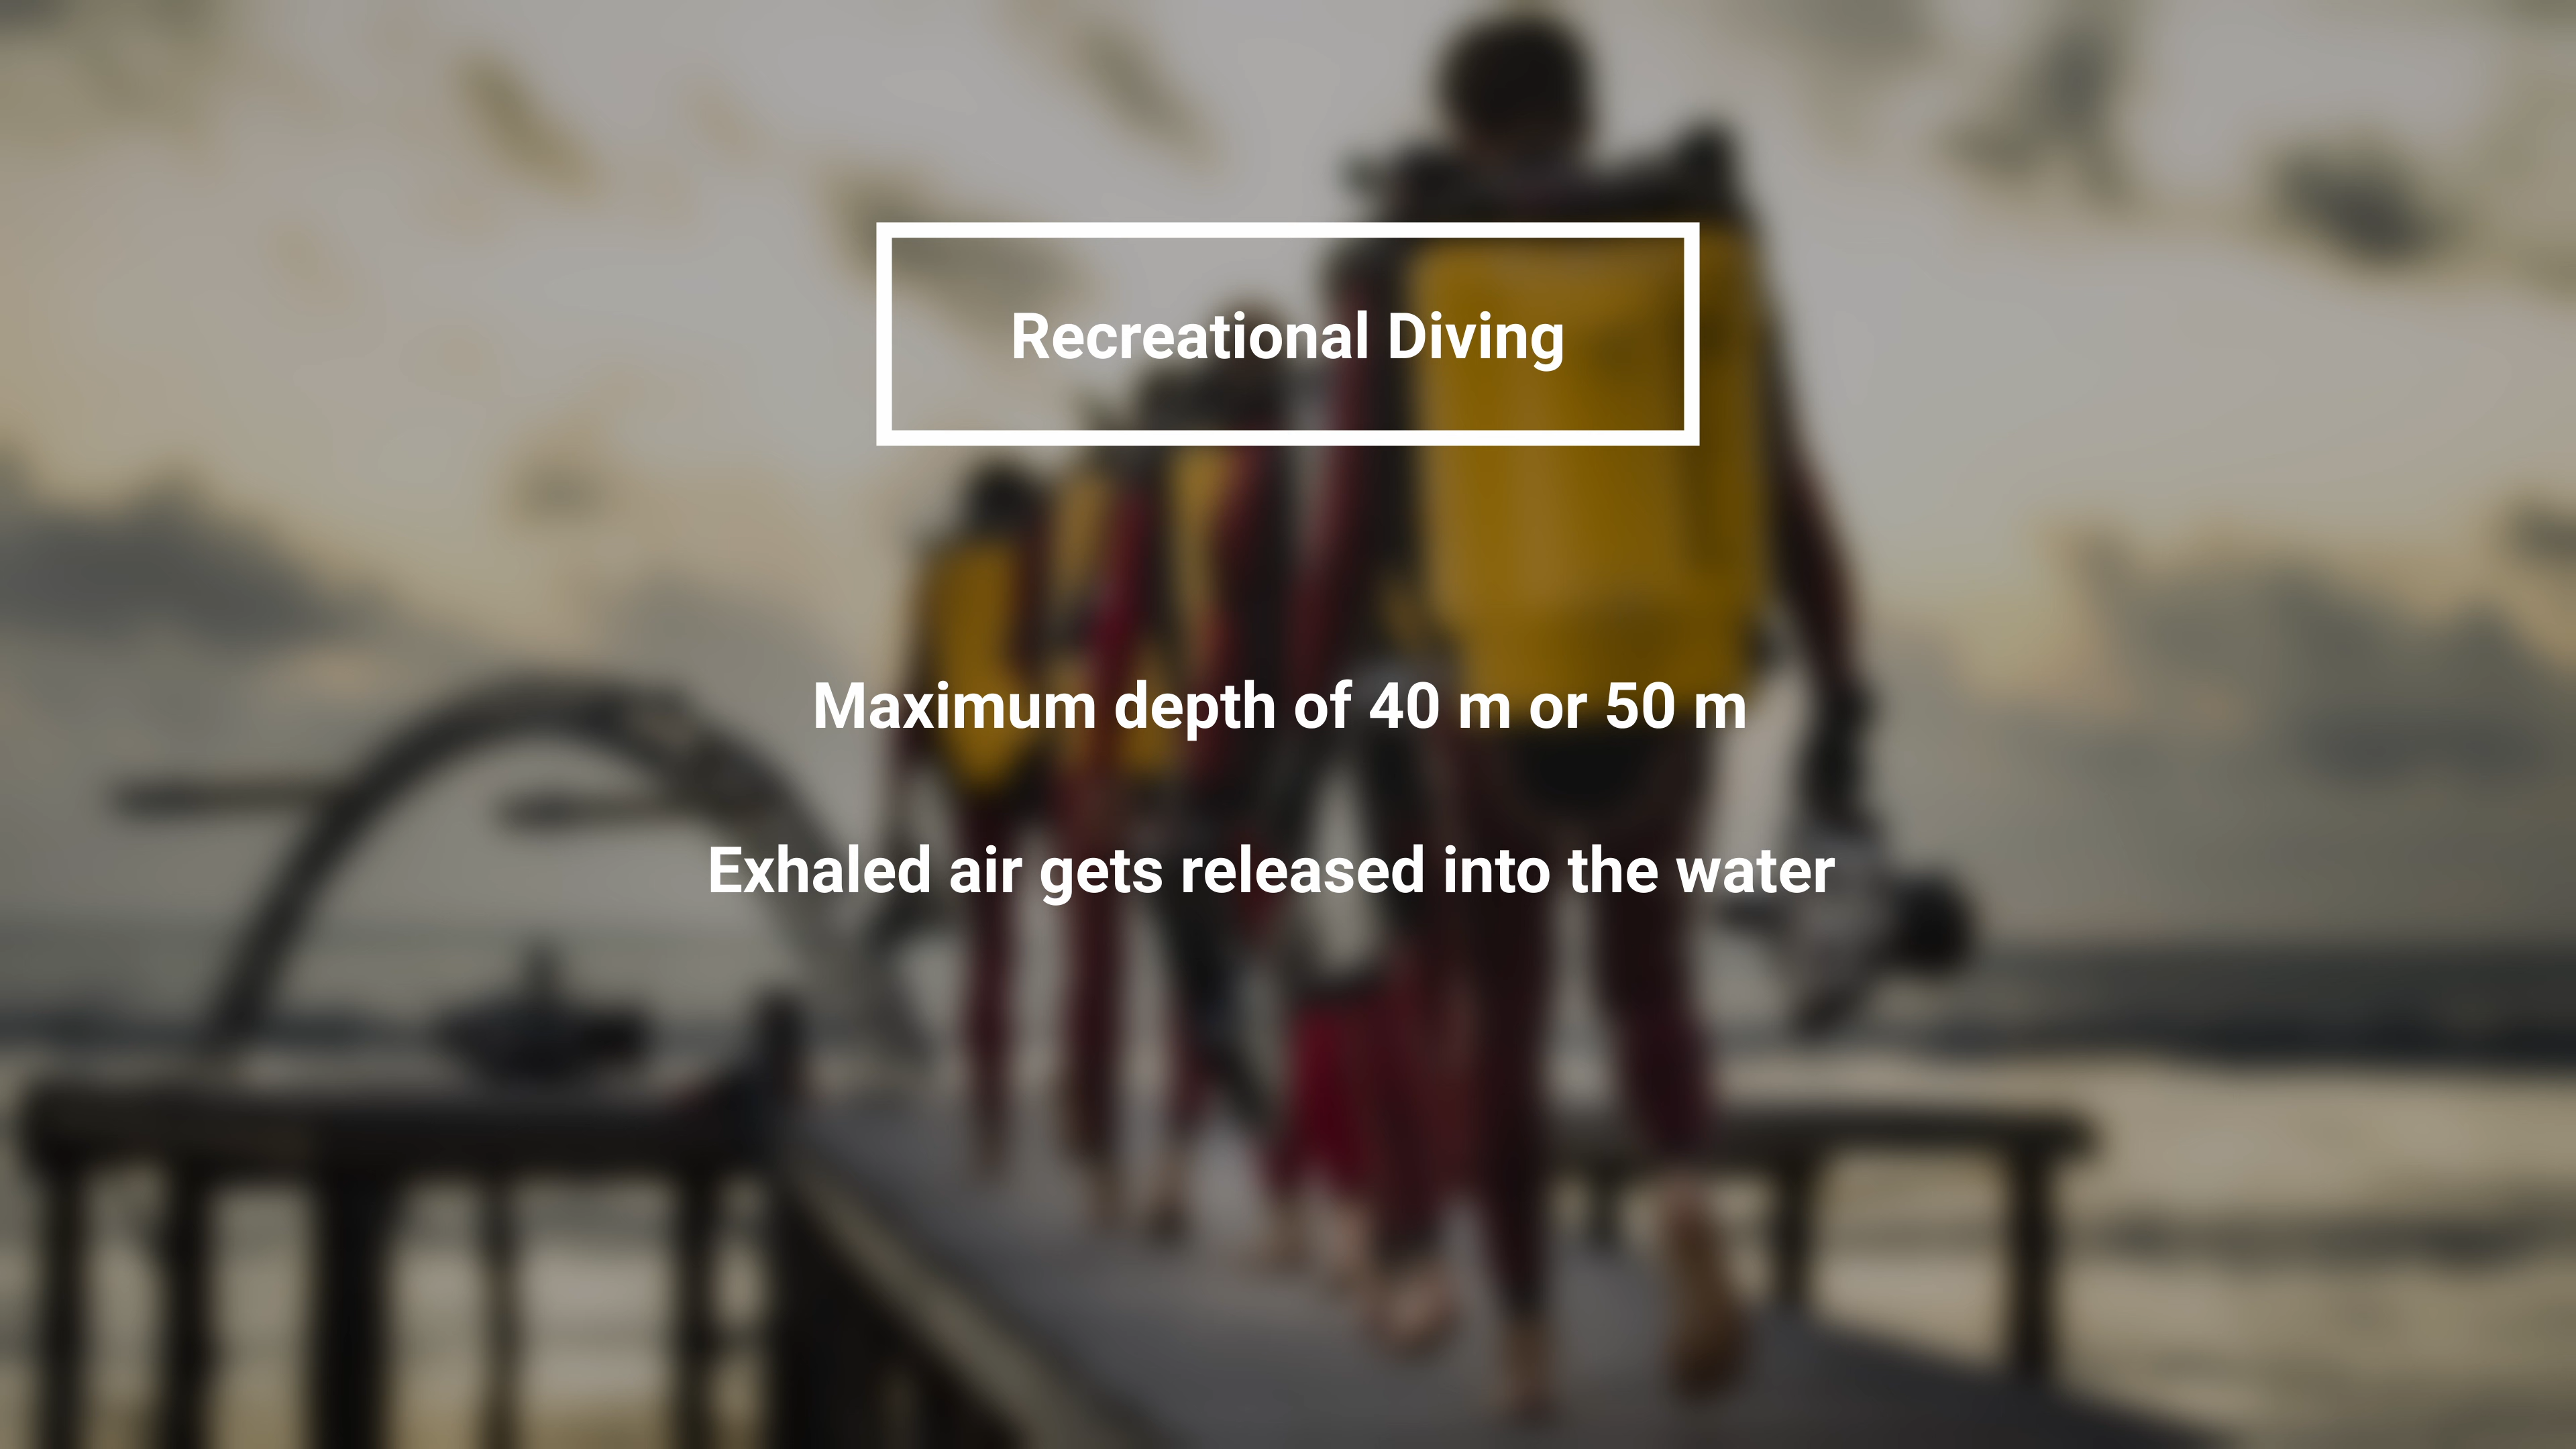 Recreational Diving
Maximum depth of 40 m or 50 m
Exhaled air gets released into the water